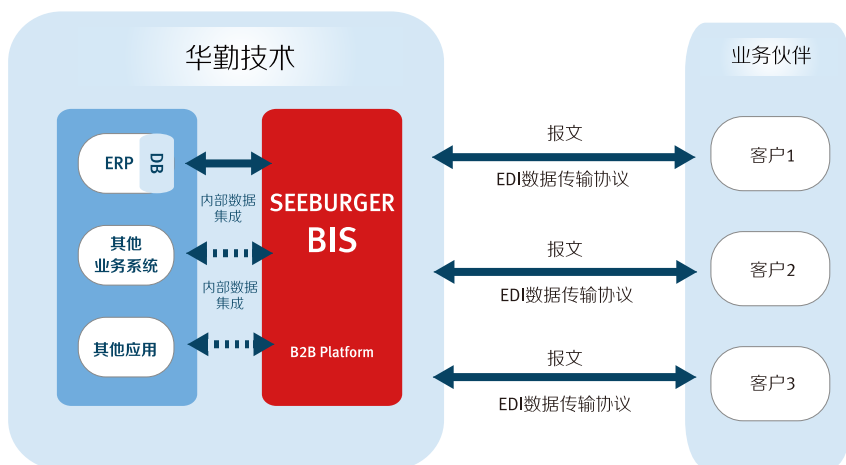 华勤技术
ERP
DB
内部数据
集成
其他
业务系统
内部数据
集成
其他应用
SEEBURGER
BIS
B2B Platform
报文
EDI数据传输协议
报文
EDI数据传输协议
报文
EDI数据传输协议
业务伙伴
客户1
客户2
客户3